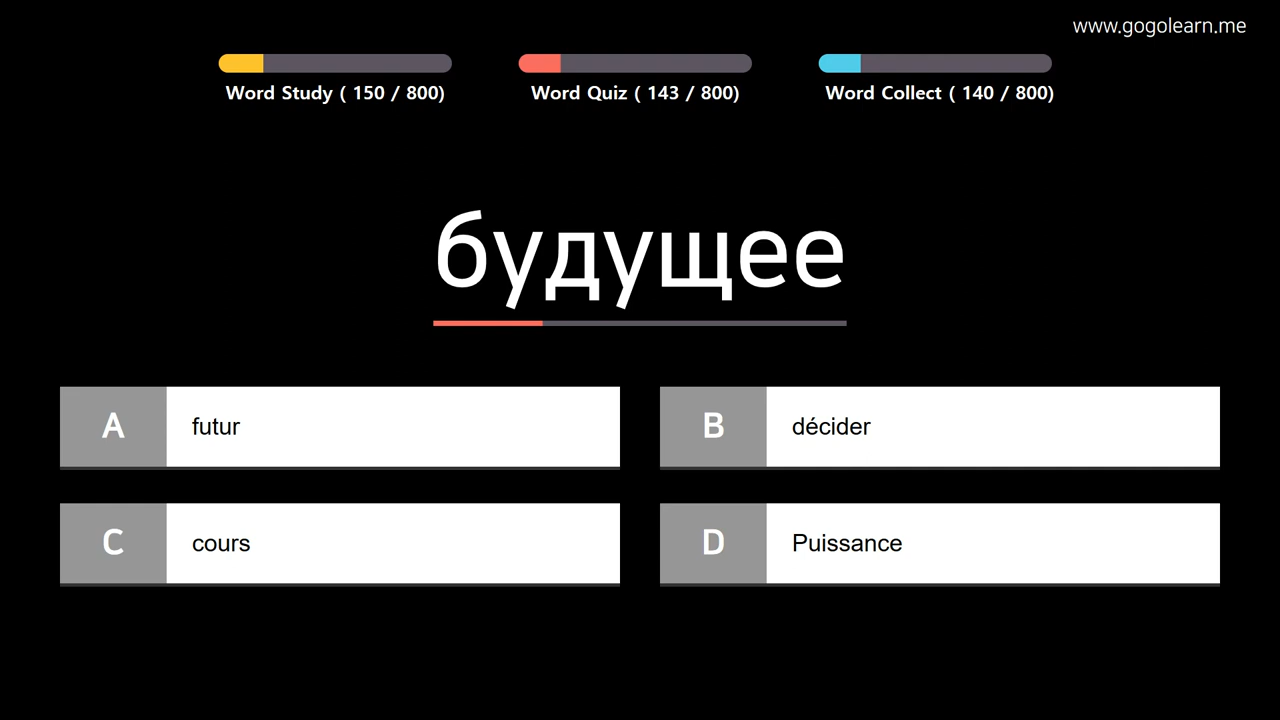 www.gogolearn.me
Word Study ( 150 / 800)
Word Quiz ( 143 / 800)
Word Collect ( 140 / 800)
будущее
A futur
B décider
C cours
D Puissance